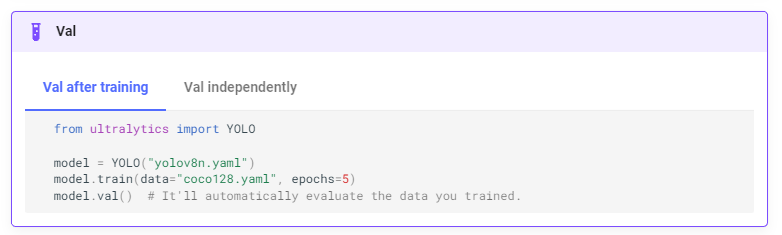 Val
Val after training Val independently
from ultralytics import YOLO
model = YOLO("yolov8n.yaml")
model.train(data="coco128.yaml", epochs=5)
model.val()  # It'll automatically evaluate the data you trained.